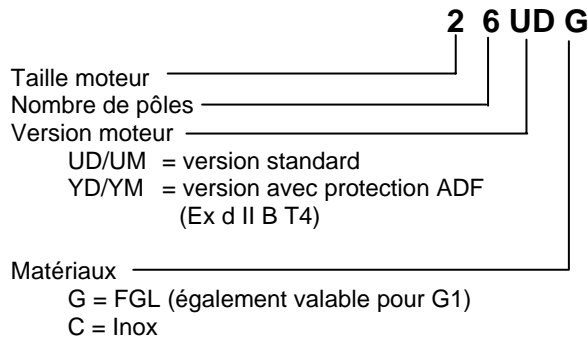 2 6 UD G
Taille moteur
Nombre de pôles
Version moteur
UD/UM = version standard
YD/YM = version avec protection ADF
(Ex d II B T4)
Matériaux
G = FGL (également valable pour G1)
C = Inox